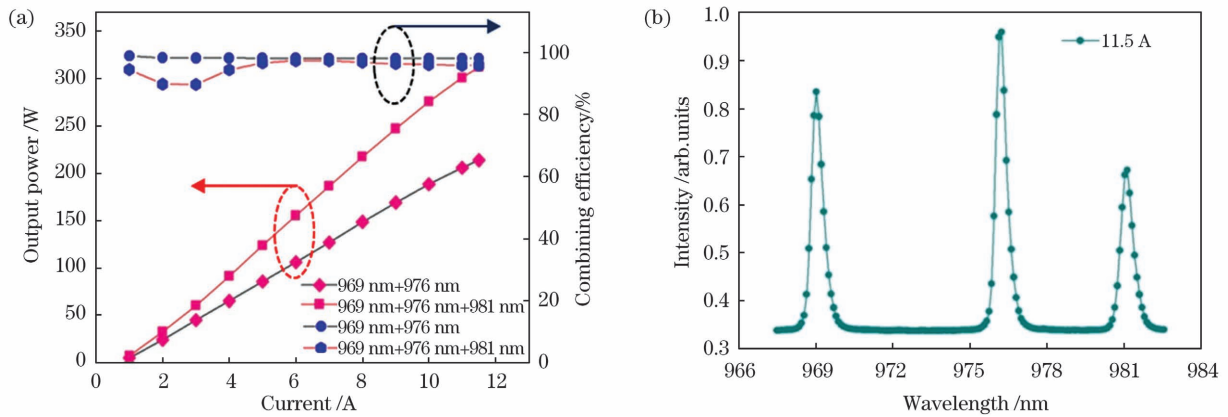 (a)
350
300
250
200
150
100
50
0
Output power /W
0 2 4 6 8 10 12 14
Current /A
100
80
60
40
20
0
Combining efficiency/%
969 nm+976 nm
969 nm+976 nm+981 nm
969 nm+976 nm
969 nm+976 nm+981 nm
(b)
1.0
0.9
0.8
0.7
0.6
0.5
0.4
0.3
Intensity /arb.units
11.5 A
966 969 972 975 978 981 984
Wavelength /nm